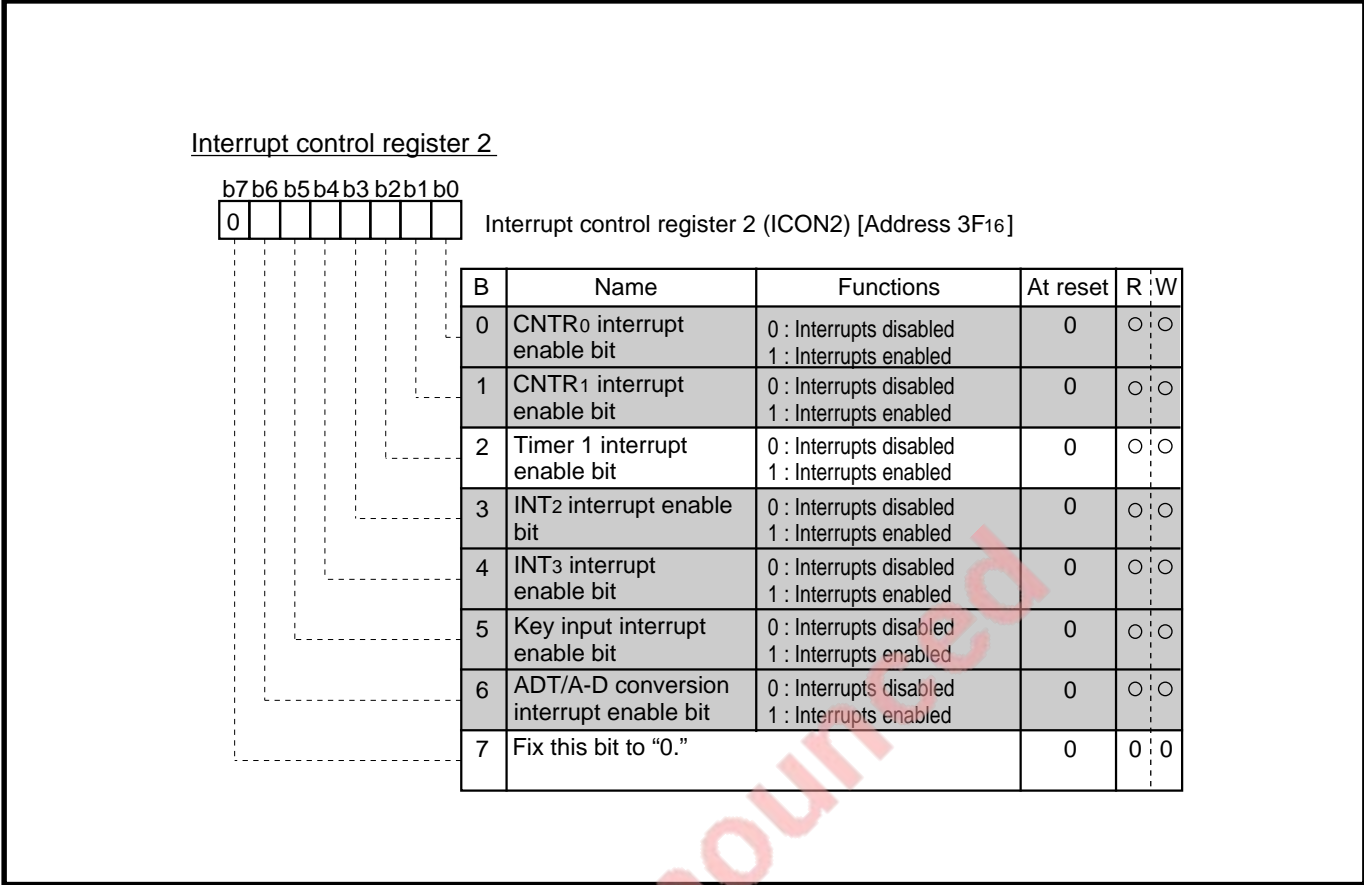 Interrupt control register 2
b7 b6 b5 b4 b3 b2 b1 b0
0
Interrupt control register 2 (ICON2) [Address 3F16]
B Name Functions At reset R W
0 CNTR0 interrupt enable bit 0 : Interrupts disabled 0 ○ ○
1 : Interrupts enabled
1 CNTR1 interrupt enable bit 0 : Interrupts disabled 0 ○ ○
1 : Interrupts enabled
2 Timer 1 interrupt enable bit 0 : Interrupts disabled 0 ○ ○
1 : Interrupts enabled
3 INT2 interrupt enable bit 0 : Interrupts disabled 0 ○ ○
1 : Interrupts enabled
4 INT3 interrupt enable bit 0 : Interrupts disabled 0 ○ ○
1 : Interrupts enabled
5 Key input interrupt enable bit 0 : Interrupts disabled 0 ○ ○
1 : Interrupts enabled
6 ADT/A-D conversion interrupt enable bit 0 : Interrupts disabled 0 ○ ○
1 : Interrupts enabled
7 Fix this bit to “0.” 0 0 0